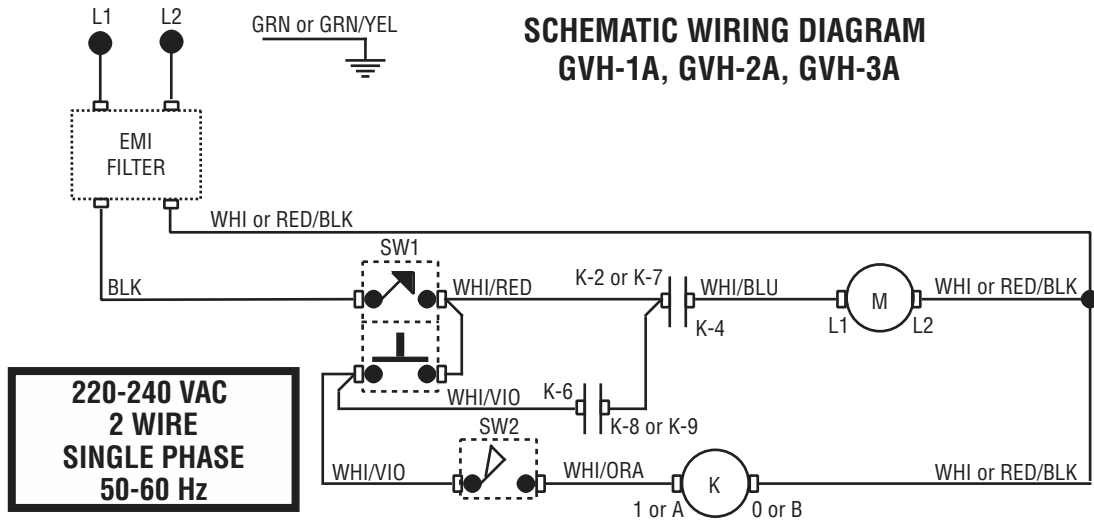 L1
L2
GRN or GRN/YEL
SCHEMATIC WIRING DIAGRAM
GVH-1A, GVH-2A, GVH-3A
EMI
FILTER
WHI or RED/BLK
SW1
BLK
WHI/RED
K-2 or K-7
WHI/BLU
M
WHI or RED/BLK
K-4
L1
L2
220-240 VAC
2 WIRE
SINGLE PHASE
50-60 Hz
WHI/VIO
K-6
K-8 or K-9
SW2
WHI/VIO
WHI/ORA
K
WHI or RED/BLK
1 or A
0 or B